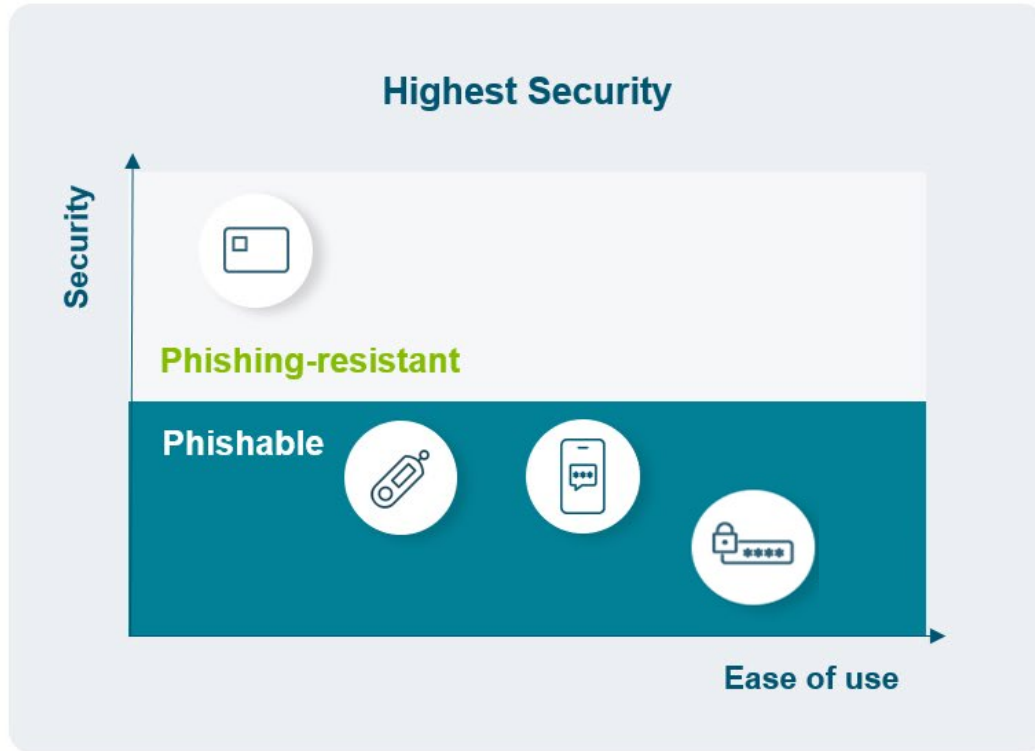 Highest Security
Security
Phishing-resistant
Phishable
***
****
Ease of use